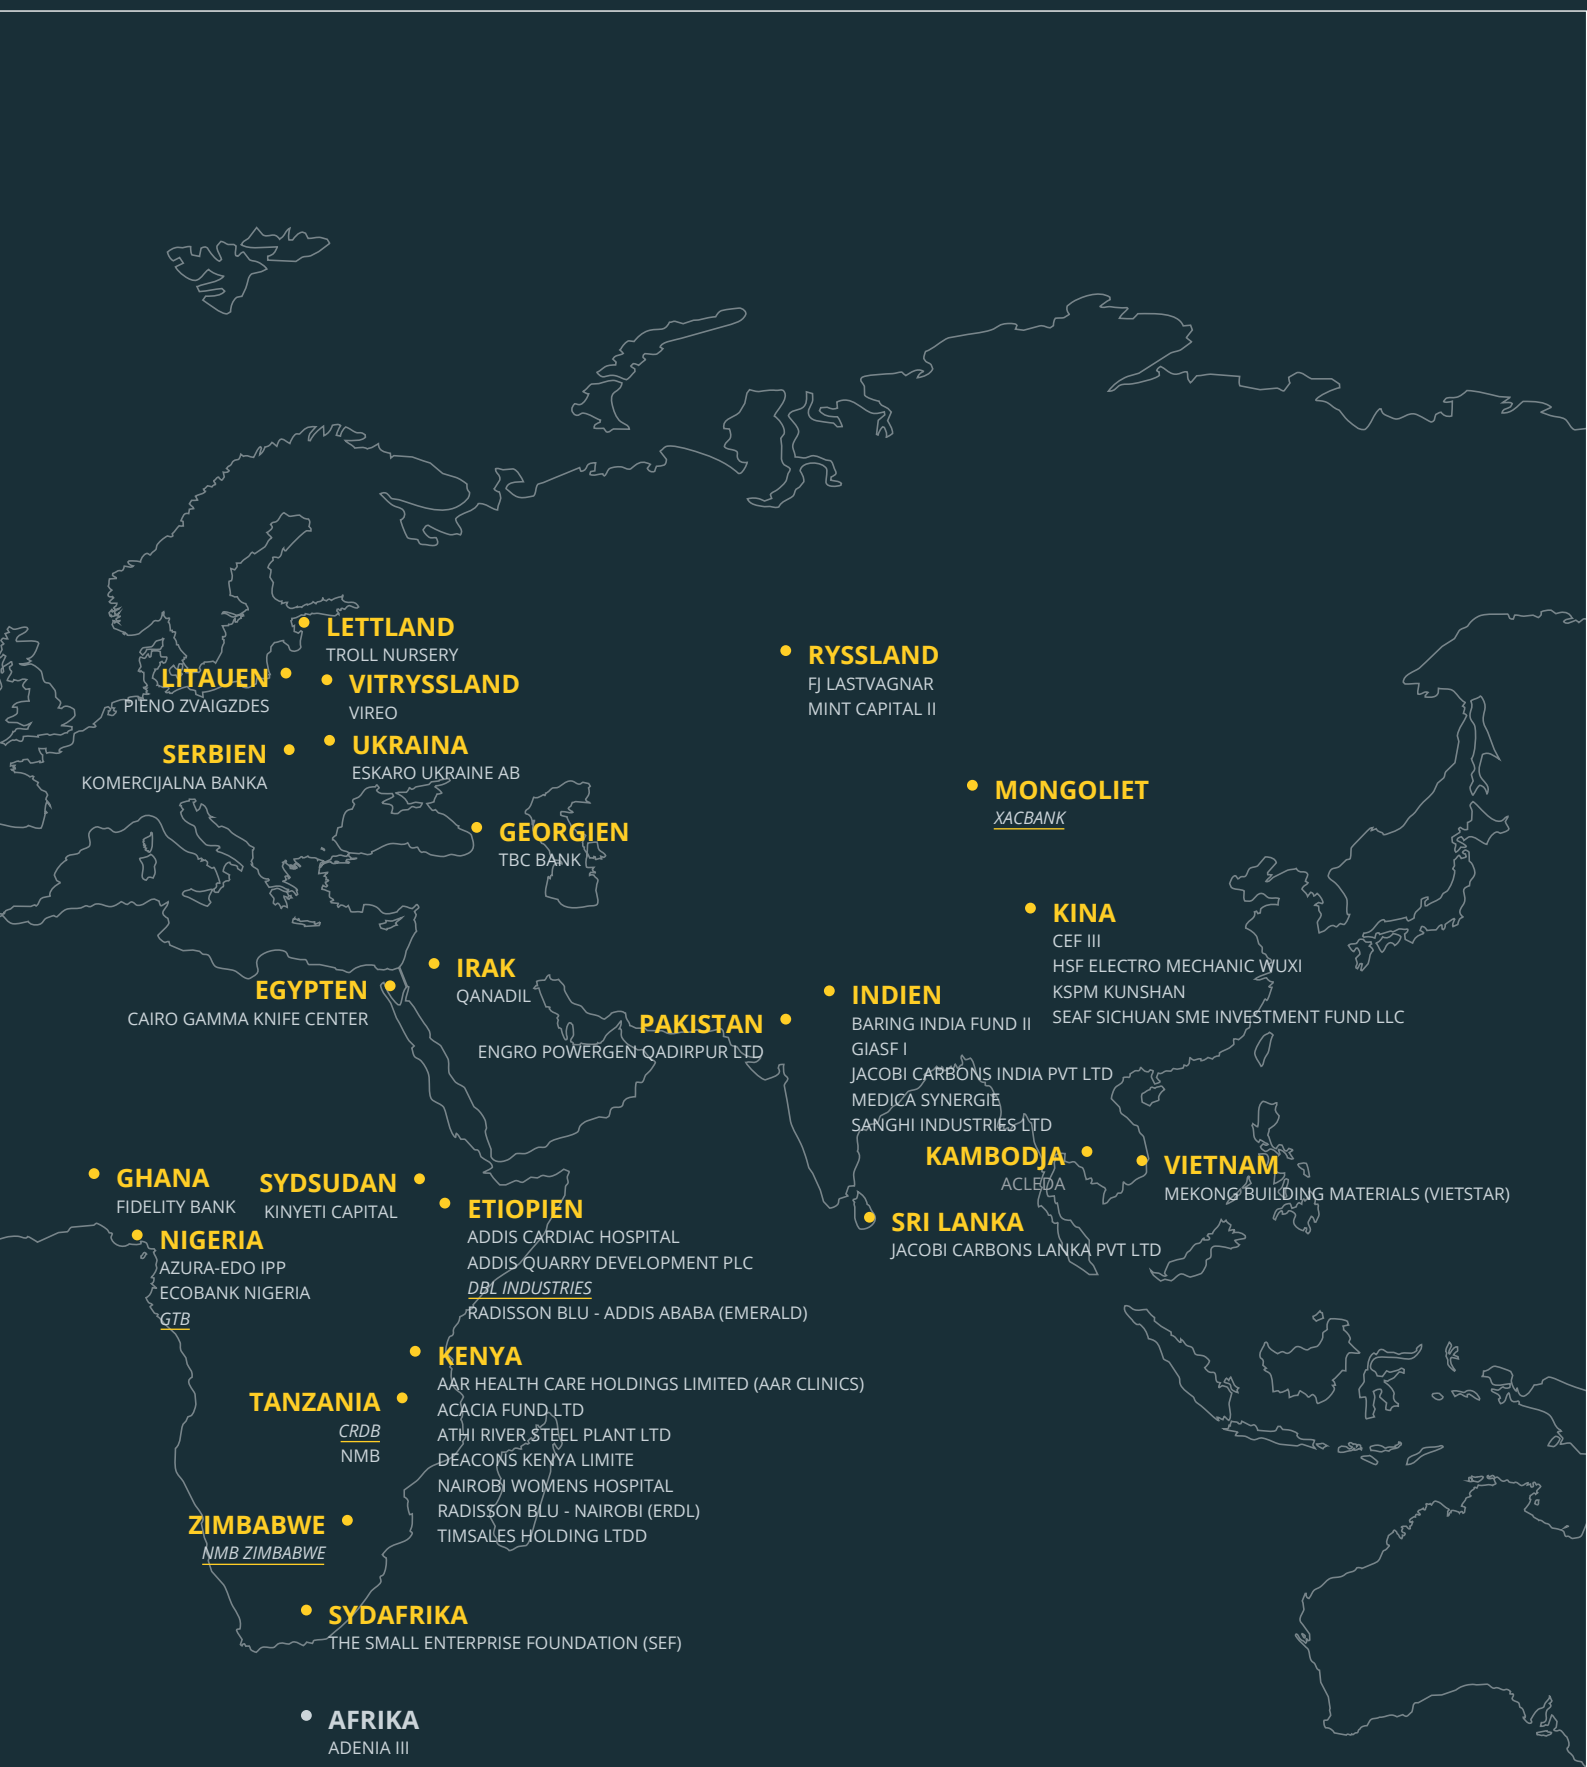 LETTLAND
TROLL NURSERY
LITAUEN
PIENO ZVAIGZDES
VITRYSSLAND
VIREO
RYSSLAND
FJ LASTVAGNAR
MINT CAPITAL II
SERBIEN
KOMERCIJALNA BANKA
UKRAINA
ESKARO UKRAINE AB
MONGOLIET
XACBANK
GEORGIEN
TBC BANK
KINA
CEF III
HSF ELECTRO MECHANIC WUXI
KSPM KUNSHAN
SEAF SICHUAN SME INVESTMENT FUND LLC
IRAK
QANADIL
EGYPTEN
CAIRO GAMMA KNIFE CENTER
INDIEN
BARING INDIA FUND II
GIASF I
JACOBI CARBONS INDIA PVT LTD
MEDICA SYNERGIE
SANGHI INDUSTRIES LTD
PAKISTAN
ENGRO POWERGEN QADIRPUR LTD
KAMBODJA
ACLEDA
VIETNAM
MEKONG BUILDING MATERIALS (VIETSTAR)
GHANA
FIDELITY BANK
SYDSUDAN
KINYETI CAPITAL
ETIOPIEN
ADDIS CARDIAC HOSPITAL
ADDIS QUARRY DEVELOPMENT PLC
DBL INDUSTRIES
RADISSON BLU - ADDIS ABABA (EMERALD)
SRI LANKA
JACOBI CARBONS LANKA PVT LTD
NIGERIA
AZURA-EDO IPP
ECOBANK NIGERIA
GTB
KENYA
AAR HEALTH CARE HOLDINGS LIMITED (AAR CLINICS)
ACACIA FUND LTD
ATHI RIVER STEEL PLANT LTD
DEACONS KENYA LIMITE
NAIROBI WOMENS HOSPITAL
RADISSON BLU - NAIROBI (ERDL)
TIMSALES HOLDING LTDD
TANZANIA
CRDB
NMB
ZIMBABWE
NMB ZIMBABWE
SYDAFRIKA
THE SMALL ENTERPRISE FOUNDATION (SEF)
AFRIKA
ADENIA III